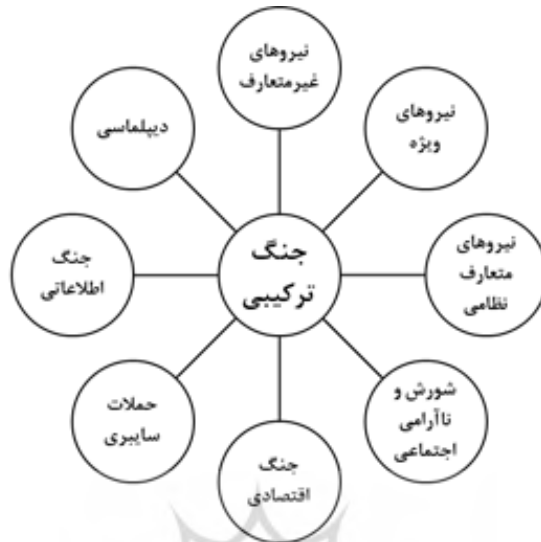 نیروهای
غیرمتعارف
نیروهای
ویژه
دیپلماسی
جنگ
ترکیبی
نیروهای
متعارف
نظامی
جنگ
اطلاعاتی
شورش و
ناآرامی
اجتماعی
حملات
سایبری
جنگ
اقتصادی